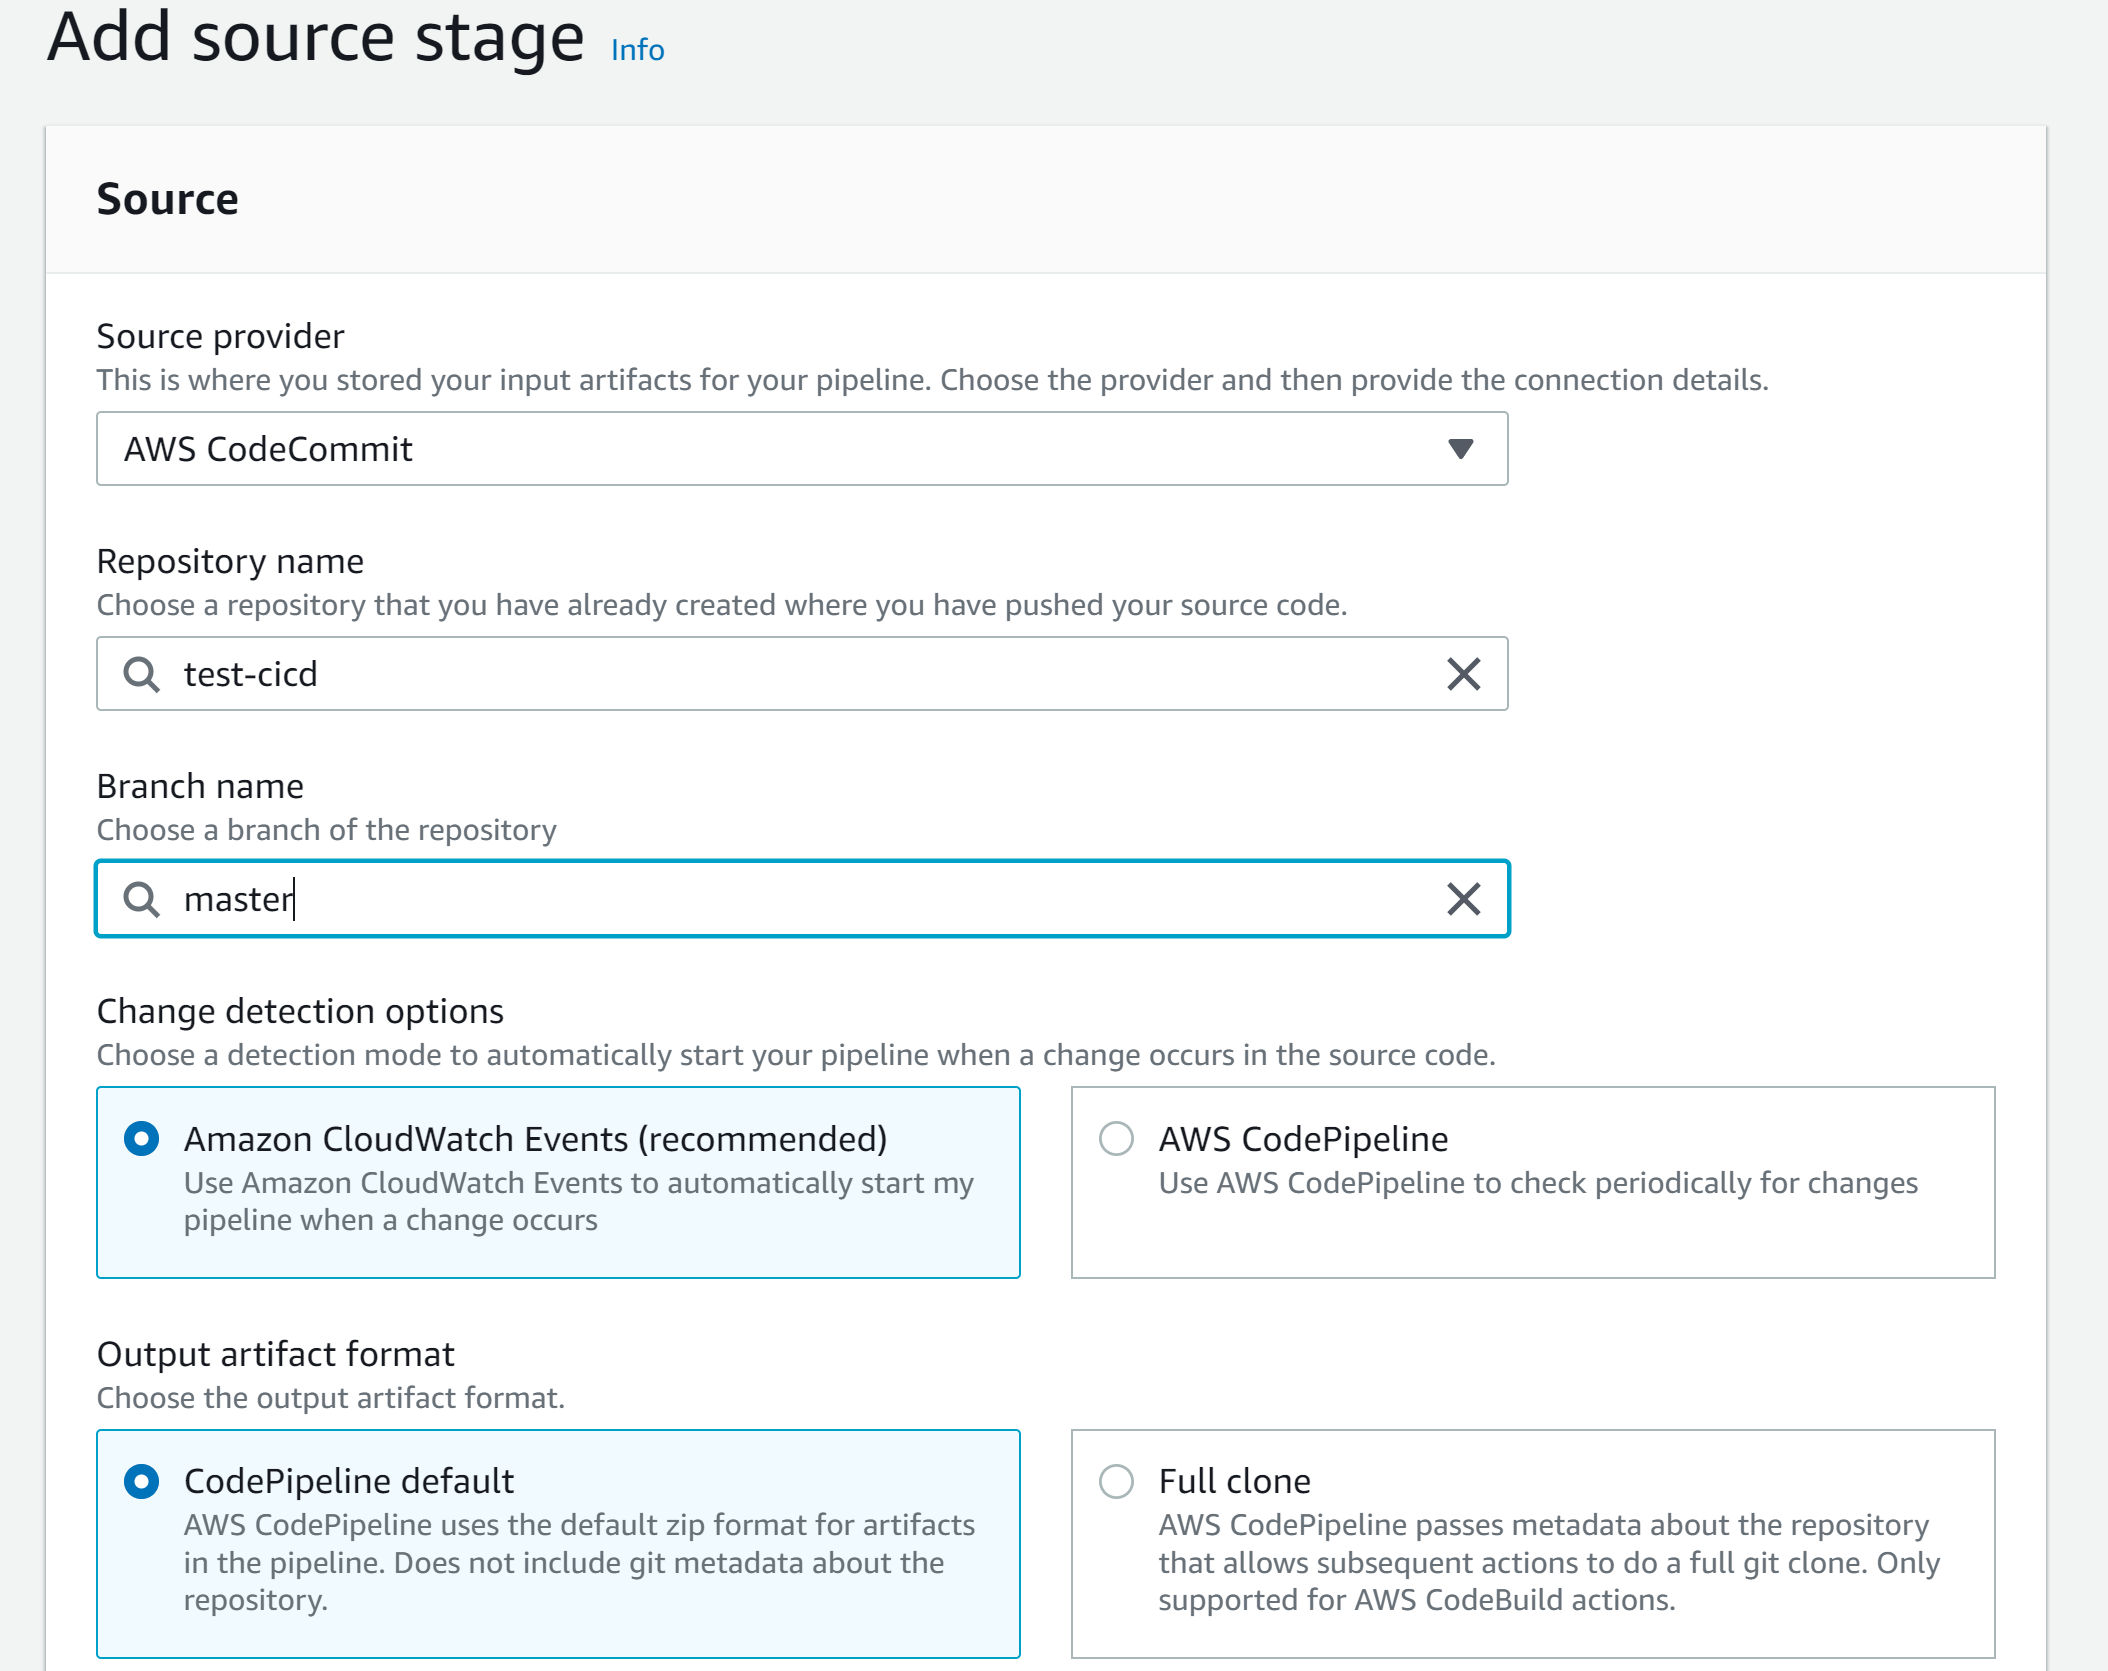 Add source stage Info
Source
Source provider
This is where you stored your input artifacts for your pipeline. Choose the provider and then provide the connection details.
AWS CodeCommit
Repository name
Choose a repository that you have already created where you have pushed your source code.
test-cicd
Branch name
Choose a branch of the repository
master
Change detection options
Choose a detection mode to automatically start your pipeline when a change occurs in the source code.
Amazon CloudWatch Events (recommended)
Use Amazon CloudWatch Events to automatically start my
pipeline when a change occurs
AWS CodePipeline
Use AWS CodePipeline to check periodically for changes
Output artifact format
Choose the output artifact format.
CodePipeline default
AWS CodePipeline uses the default zip format for artifacts
in the pipeline. Does not include git metadata about the
repository.
Full clone
AWS CodePipeline passes metadata about the repository
that allows subsequent actions to do a full git clone. Only
supported for AWS CodeBuild actions.